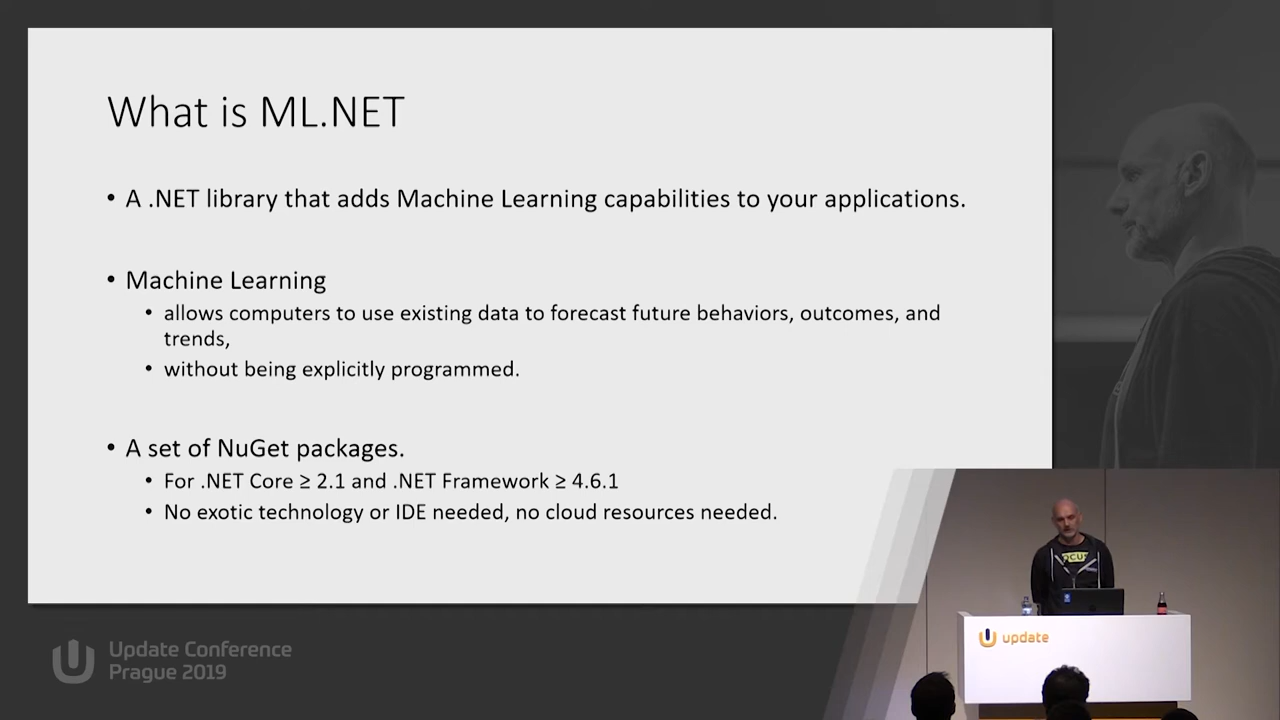 What is ML.NET
• A .NET library that adds Machine Learning capabilities to your applications.
• Machine Learning
• allows computers to use existing data to forecast future behaviors, outcomes, and
trends,
• without being explicitly programmed.
• A set of NuGet packages.
• For .NET Core ≥ 2.1 and .NET Framework ≥ 4.6.1
• No exotic technology or IDE needed, no cloud resources needed.
OCUS
update
Update Conference
Prague 2019